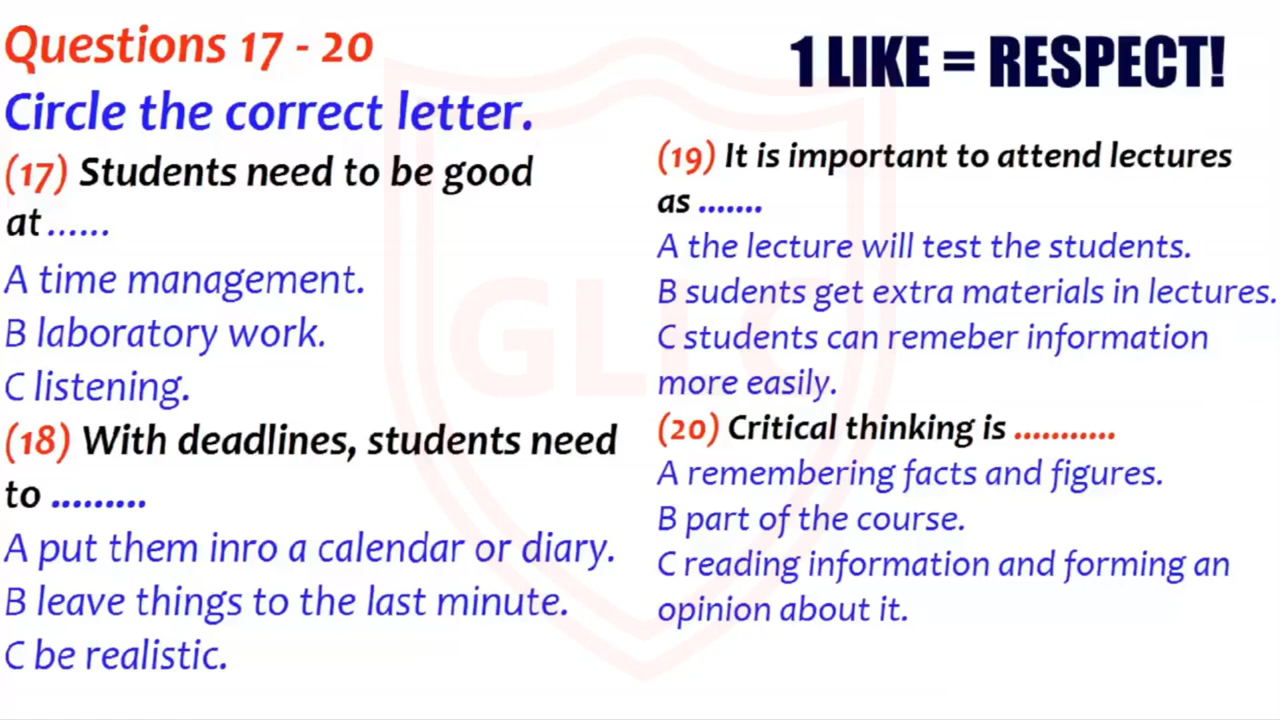 Questions 17 - 20
Circle the correct letter.
(17) Students need to be good
at ......
A time management.
B laboratory work.
C listening.
(18) With deadlines, students need
to .........
A put them inro a calendar or diary.
B leave things to the last minute.
C be realistic.
1 LIKE = RESPECT!
(19) It is important to attend lectures
as .......
A the lecture will test the students.
B sudents get extra materials in lectures.
C students can remeber information
more easily.
(20) Critical thinking is ...........
A remembering facts and figures.
B part of the course.
C reading information and forming an
opinion about it.